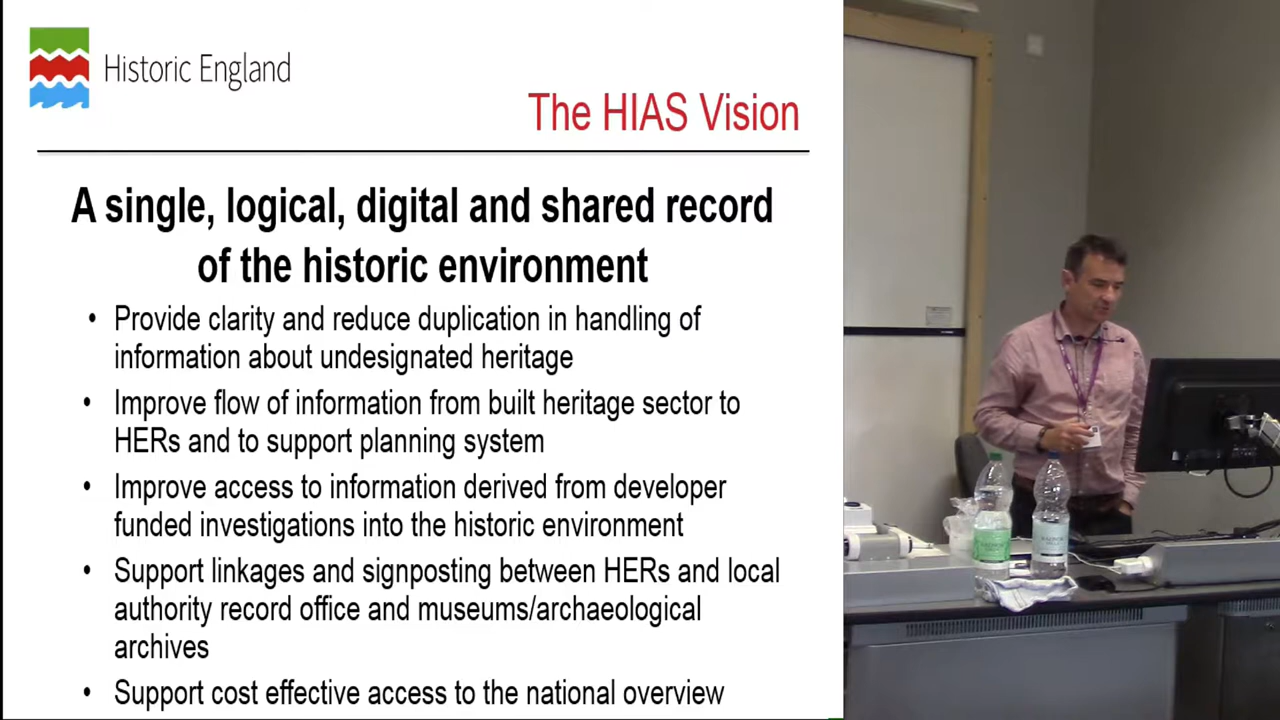 Historic England
The HIAS Vision
A single, logical, digital and shared record
of the historic environment
• Provide clarity and reduce duplication in handling of
information about undesignated heritage
• Improve flow of information from built heritage sector to
HERs and to support planning system
• Improve access to information derived from developer
funded investigations into the historic environment
• Support linkages and signposting between HERs and local
authority record office and museums/archaeological
archives
• Support cost effective access to the national overview